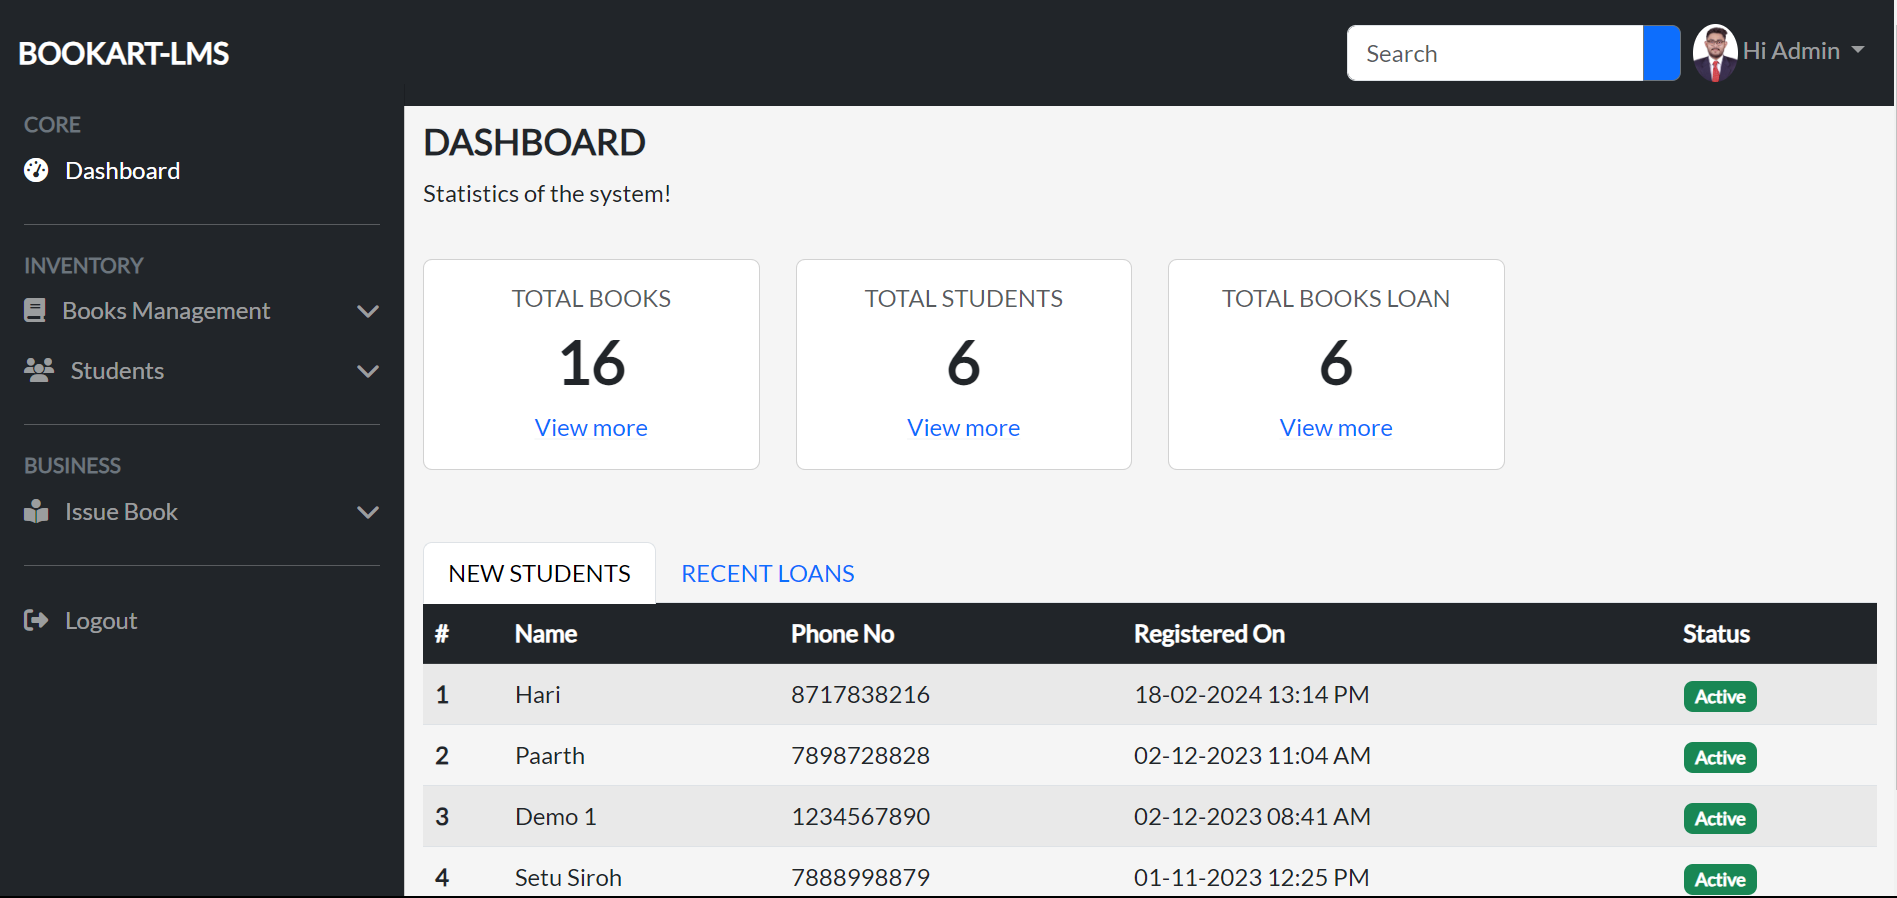 BOOKART-LMS
Search
Hi Admin
CORE
Dashboard
INVENTORY
Books Management
Students
BUSINESS
Issue Book
Logout
DASHBOARD
Statistics of the system!
TOTAL BOOKS
16
View more
TOTAL STUDENTS
6
View more
TOTAL BOOKS LOAN
6
View more
NEW STUDENTS RECENT LOANS
# Name Phone No Registered On Status
1 Hari 8717838216 18-02-2024 13:14 PM Active
2 Paarth 7898728828 02-12-2023 11:04 AM Active
3 Demo 1 1234567890 02-12-2023 08:41 AM Active
4 Setu Siroh 7888998879 01-11-2023 12:25 PM Active